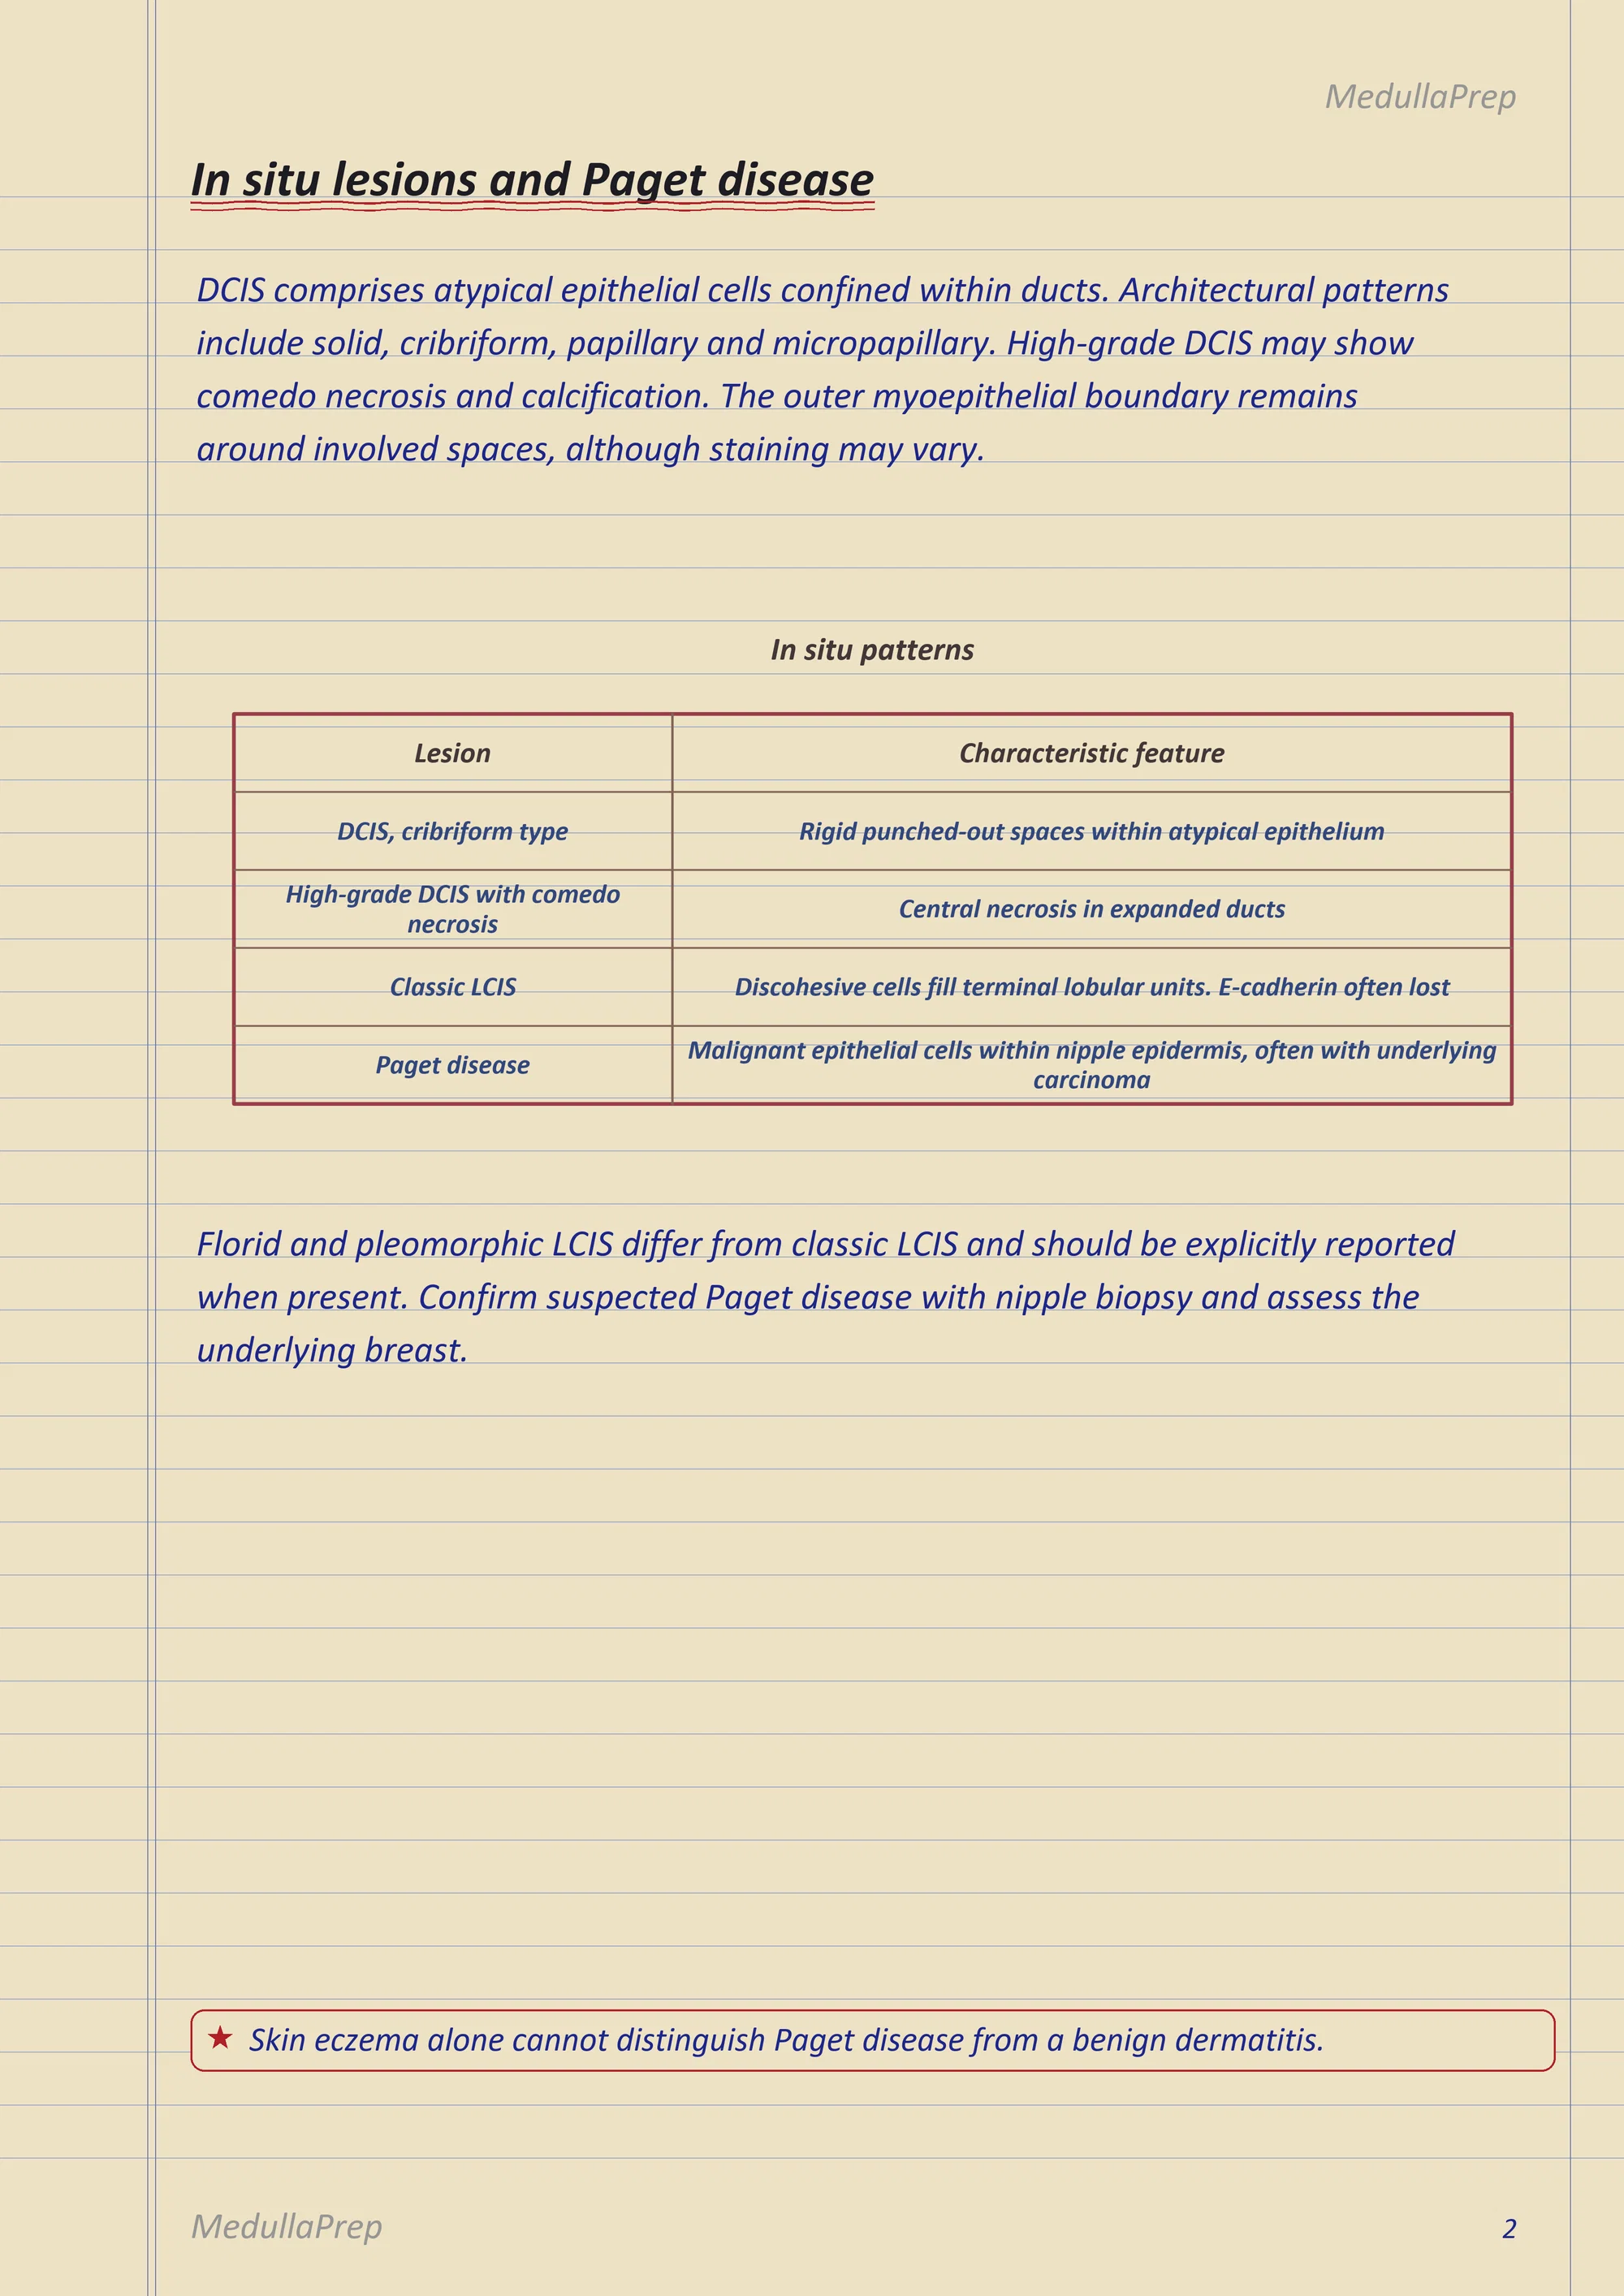 MedullaPrep
In situ lesions and Paget disease
DCIS comprises atypical epithelial cells confined within ducts. Architectural patterns
include solid, cribriform, papillary and micropapillary. High-grade DCIS may show
comedo necrosis and calcification. The outer myoepithelial boundary remains
around involved spaces, although staining may vary.
In situ patterns
Lesion Characteristic feature
DCIS, cribriform type Rigid punched-out spaces within atypical epithelium
High-grade DCIS with comedo
necrosis
Central necrosis in expanded ducts
Classic LCIS Discohesive cells fill terminal lobular units. E-cadherin often lost
Paget disease
Malignant epithelial cells within nipple epidermis, often with underlying
carcinoma
Florid and pleomorphic LCIS differ from classic LCIS and should be explicitly reported
when present. Confirm suspected Paget disease with nipple biopsy and assess the
underlying breast.
★ Skin eczema alone cannot distinguish Paget disease from a benign dermatitis.
MedullaPrep 2